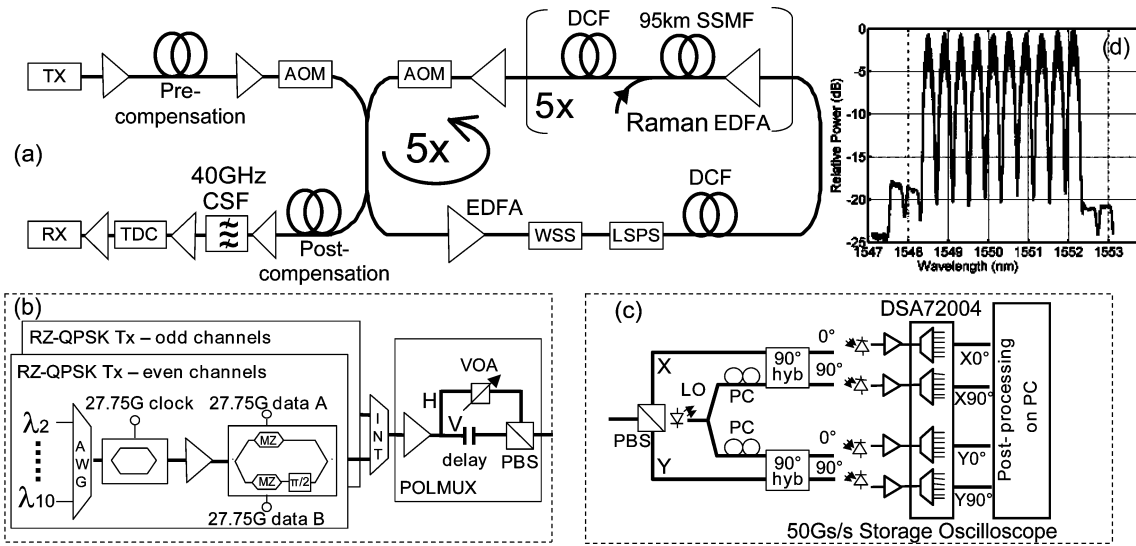 (a)
TX
Pre-
compensation
AOM
AOM
DCF
95km SSMF
5x
Raman
EDFA
5x
40GHz
CSF
RX
TDC
Post-
compensation
EDFA
WSS
LSPS
DCF
(d)
Relative Power (dB)
0
-5
-10
-15
-20
-25
1547
1548
1549
1550
1551
1552
1553
Wavelength (nm)
(b)
RZ-QPSK Tx – odd channels
RZ-QPSK Tx – even channels
27.75G clock
27.75G data A
λ2
λ10
AWG
MZ
MZ
π/2
27.75G data B
INT
VOA
H
V
delay
PBS
POLMUX
(c)
DSA72004
PBS
X
Y
LO
PC
PC
90°
hyb
90°
hyb
0°
90°
0°
90°
X0°
X90°
Y0°
Y90°
Post-processing
on PC
50Gs/s Storage Oscilloscope